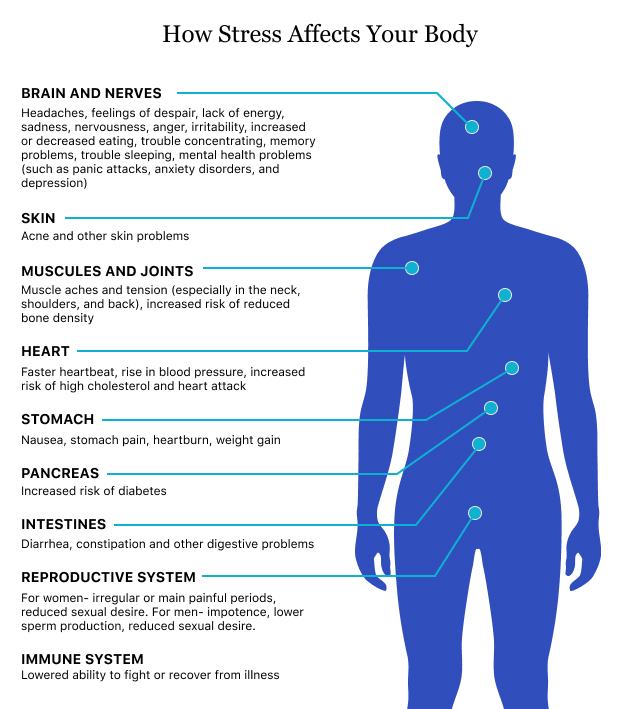 How Stress Affects Your Body
BRAIN AND NERVES
Headaches, feelings of despair, lack of energy,
sadness, nervousness, anger, irritability, increased
or decreased eating, trouble concentrating, memory
problems, trouble sleeping, mental health problems
(such as panic attacks, anxiety disorders, and
depression)
SKIN
Acne and other skin problems
MUSCULES AND JOINTS
Muscle aches and tension (especially in the neck,
shoulders, and back), increased risk of reduced
bone density
HEART
Faster heartbeat, rise in blood pressure, increased
risk of high cholesterol and heart attack
STOMACH
Nausea, stomach pain, heartburn, weight gain
PANCREAS
Increased risk of diabetes
INTESTINES
Diarrhea, constipation and other digestive problems
REPRODUCTIVE SYSTEM
For women- irregular or main painful periods,
reduced sexual desire. For men- impotence, lower
sperm production, reduced sexual desire.
IMMUNE SYSTEM
Lowered ability to fight or recover from illness